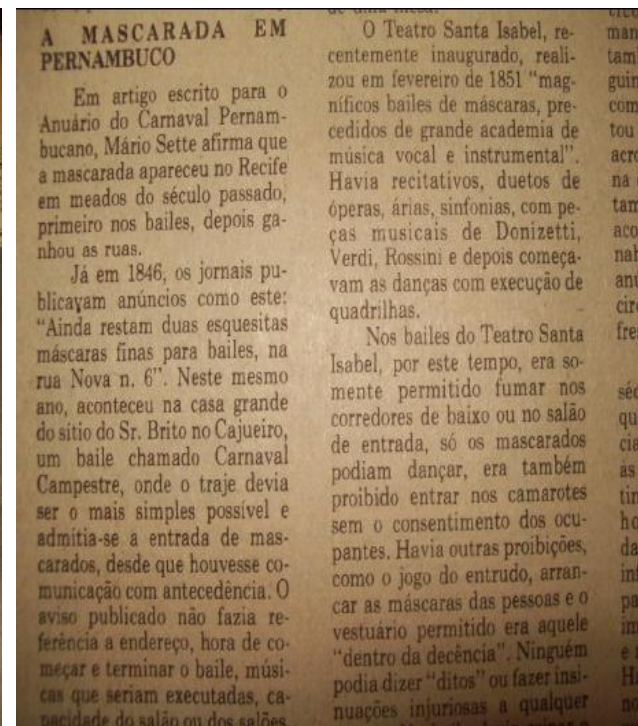 A MASCARADA EM
PERNAMBUCO
Em artigo escrito para o
Anuário do Carnaval Pernam-
bucano, Mário Sette afirma que
a mascarada apareceu no Recife
em meados do século passado,
primeiro nos bailes, depois ga-
nhou as ruas.
Já em 1846, os jornais pu-
blicavam anúncios como este:
"Ainda restam duas esquesitas
máscaras finas para bailes, na
rua Nova n. 6". Neste mesmo
ano, aconteceu na casa grande
do sítio do Sr. Brito no Cajueiro,
um baile chamado Carnaval
Campestre, onde o traje devia
ser o mais simples possível e
admitia-se a entrada de mas-
carados, desde que houvesse co-
municação com antecedência. O
aviso publicado não fazia re-
ferência a endereço, hora de co-
meçar e terminar o baile, músi-
cas que seriam executadas, ca-
pacidade do salão ou dos salões
de uma mesa.
O Teatro Santa Isabel, re-
centemente inaugurado, reali-
zou em fevereiro de 1851 "mag-
níficos bailes de máscaras, pre-
cedidos de grande academia de
música vocal e instrumental".
Havia recitativos, duetos de
óperas, árias, sinfonias, com pe-
ças musicais de Donizetti,
Verdi, Rossini e depois começa-
vam as danças com execução de
quadrilhas.
Nos bailes do Teatro Santa
Isabel, por este tempo, era so-
mente permitido fumar nos
corredores de baixo ou no salão
de entrada, só os mascarados
podiam dançar, era também
proibido entrar nos camarotes
sem o consentimento dos ocu-
pantes. Havia outras proibições,
como o jogo do entrudo, arran-
car as máscaras das pessoas e o
vestuário permitido era aquele
"dentro da decência". Ninguém
podia dizer "ditos" ou fazer insi-
nuações injuriosas a qualquer